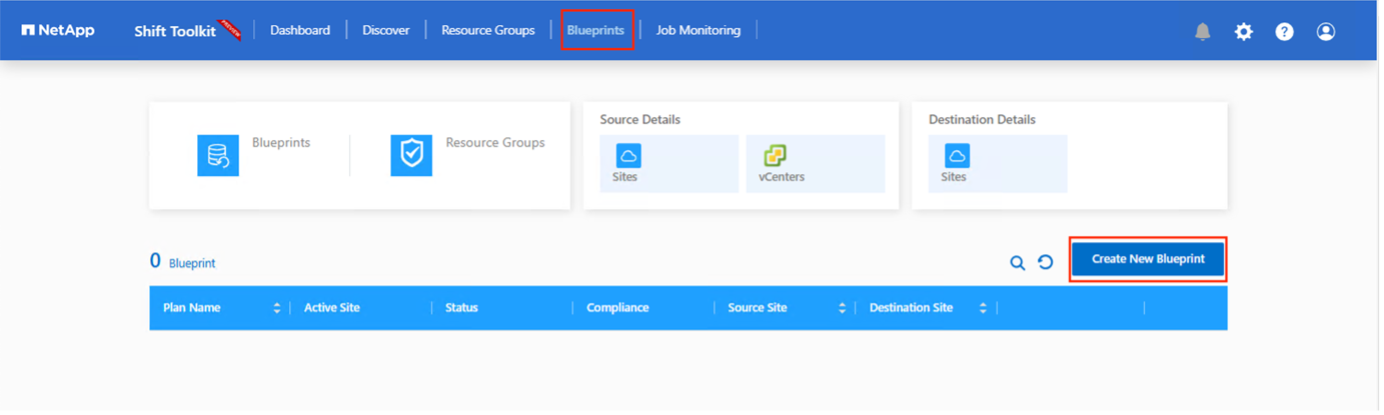 NetApp Shift Toolkit PREVIEW Dashboard Discover Resource Groups Blueprints Job Monitoring
Blueprints Resource Groups
Source Details
Sites vCenters
Destination Details
Sites
0 Blueprint
Create New Blueprint
Plan Name Active Site Status Compliance Source Site Destination Site